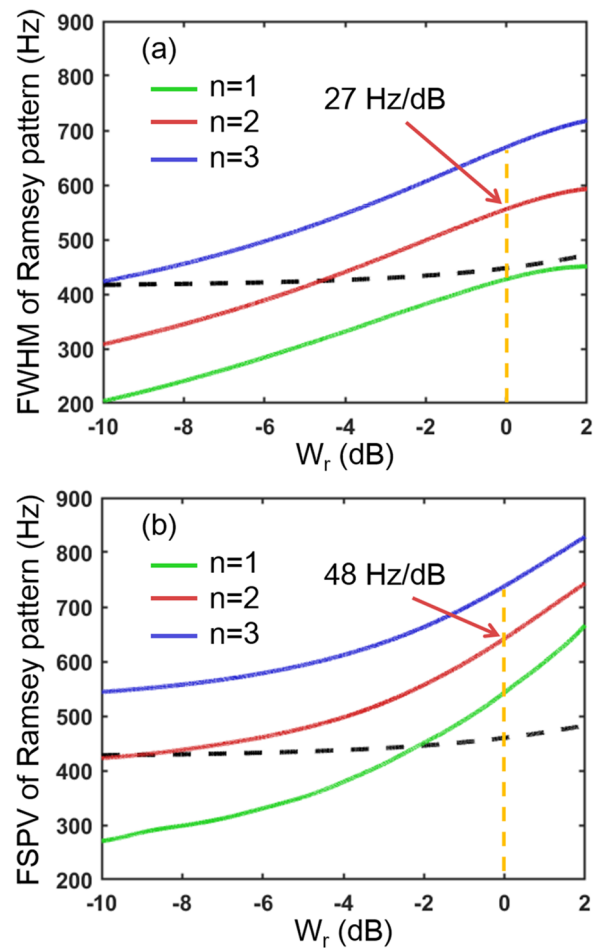 FWHM of Ramsey pattern (Hz)
900
800
700
600
500
400
300
200
(a)
n=1
n=2
n=3
27 Hz/dB
-10 -8 -6 -4 -2 0 2
Wr (dB)
FSPV of Ramsey pattern (Hz)
900
800
700
600
500
400
300
200
(b)
n=1
n=2
n=3
48 Hz/dB
-10 -8 -6 -4 -2 0 2
Wr (dB)